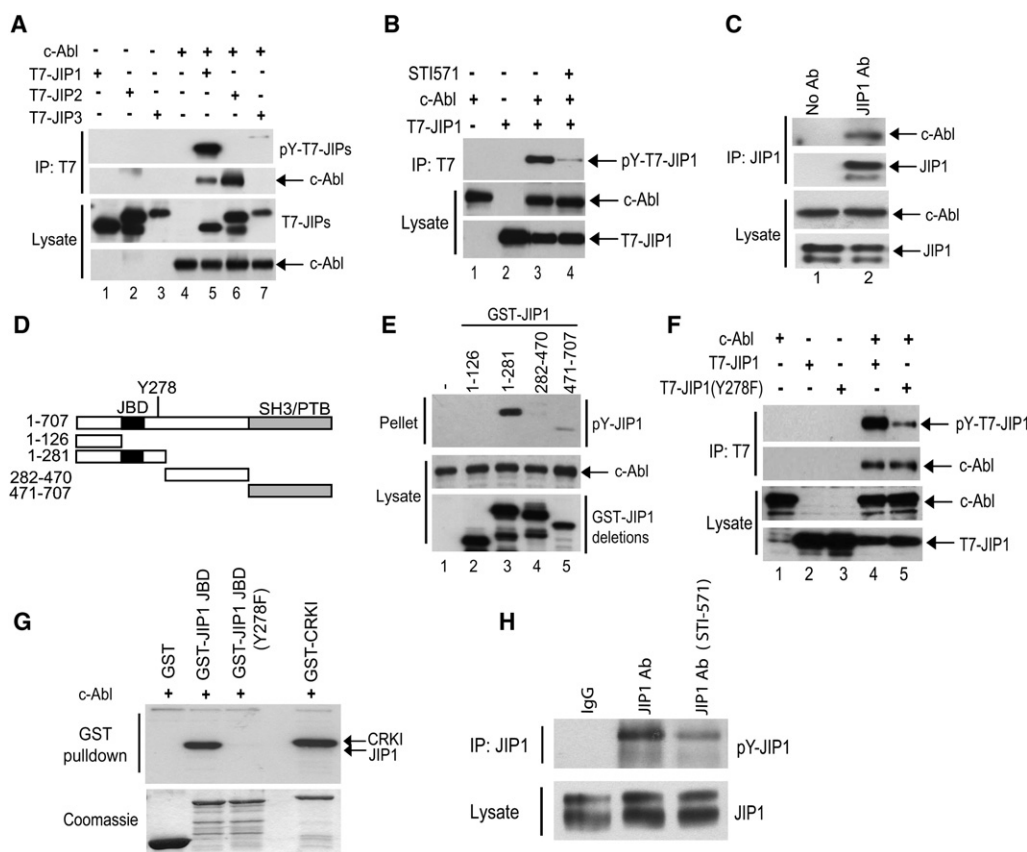 A
c-Abl - - - + + + +
T7-JIP1 + - - - + - -
T7-JIP2 - + - - - + -
T7-JIP3 - - + - - - +
IP: T7
pY-T7-JIPs
c-Abl
Lysate
T7-JIPs
c-Abl
1 2 3 4 5 6 7
B
STI571 - - - +
c-Abl + - + +
T7-JIP1 - + + +
IP: T7
pY-T7-JIP1
Lysate
c-Abl
T7-JIP1
1 2 3 4
C
No Ab
JIP1 Ab
IP: JIP1
c-Abl
JIP1
Lysate
c-Abl
JIP1
1 2
D
Y278
JBD
SH3/PTB
1-707
1-126
1-281
282-470
471-707
E
GST-JIP1
-
1-126
1-281
282-470
471-707
Pellet
pY-JIP1
Lysate
c-Abl
GST-JIP1
deletions
1 2 3 4 5
F
c-Abl + - - + +
T7-JIP1 - + - + -
T7-JIP1(Y278F) - - + - +
IP: T7
pY-T7-JIP1
c-Abl
Lysate
c-Abl
T7-JIP1
1 2 3 4 5
G
GST
GST-JIP1 JBD
GST-JIP1 JBD
(Y278F)
GST-CRKI
c-Abl + + + +
GST
pulldown
CRKI
JIP1
Coomassie
H
IgG
JIP1 Ab
JIP1 Ab (STI-571)
IP: JIP1
pY-JIP1
Lysate
JIP1